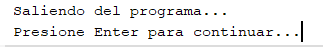 Saliendo del programa...
Presione Enter para continuar...